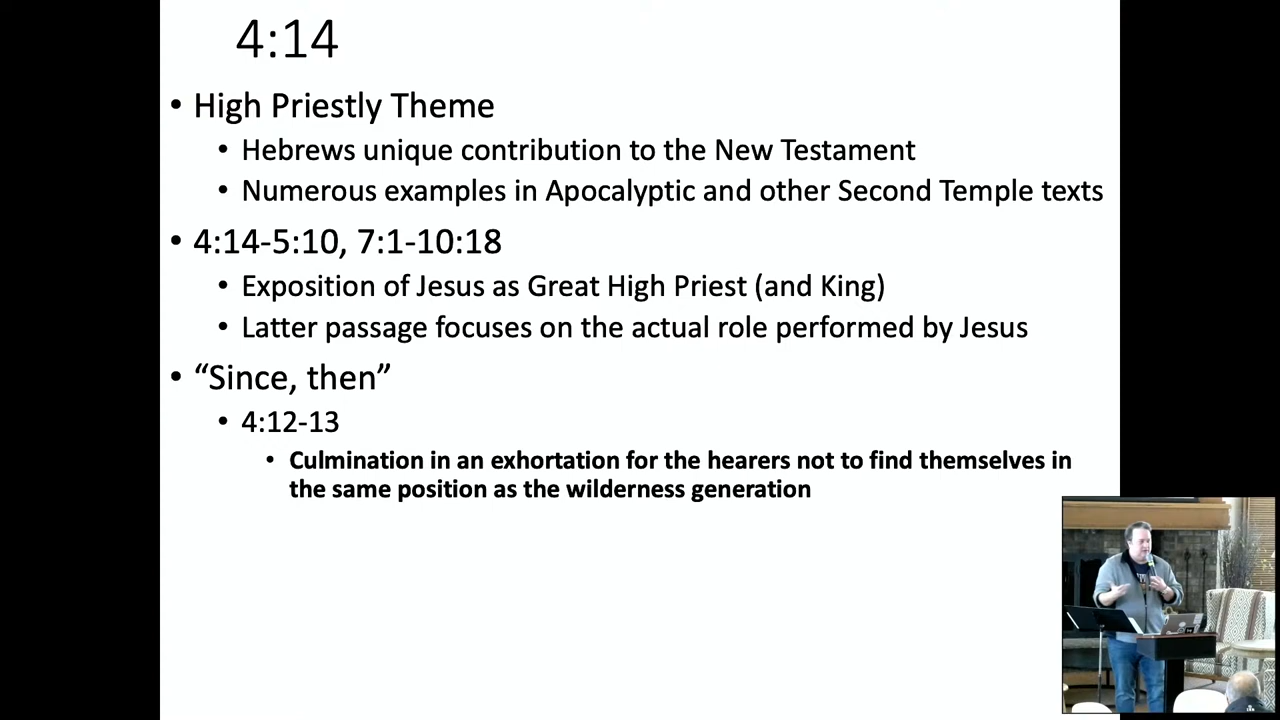 4:14
• High Priestly Theme
• Hebrews unique contribution to the New Testament
• Numerous examples in Apocalyptic and other Second Temple texts
• 4:14-5:10, 7:1-10:18
• Exposition of Jesus as Great High Priest (and King)
• Latter passage focuses on the actual role performed by Jesus
• “Since, then”
• 4:12-13
• Culmination in an exhortation for the hearers not to find themselves in
the same position as the wilderness generation